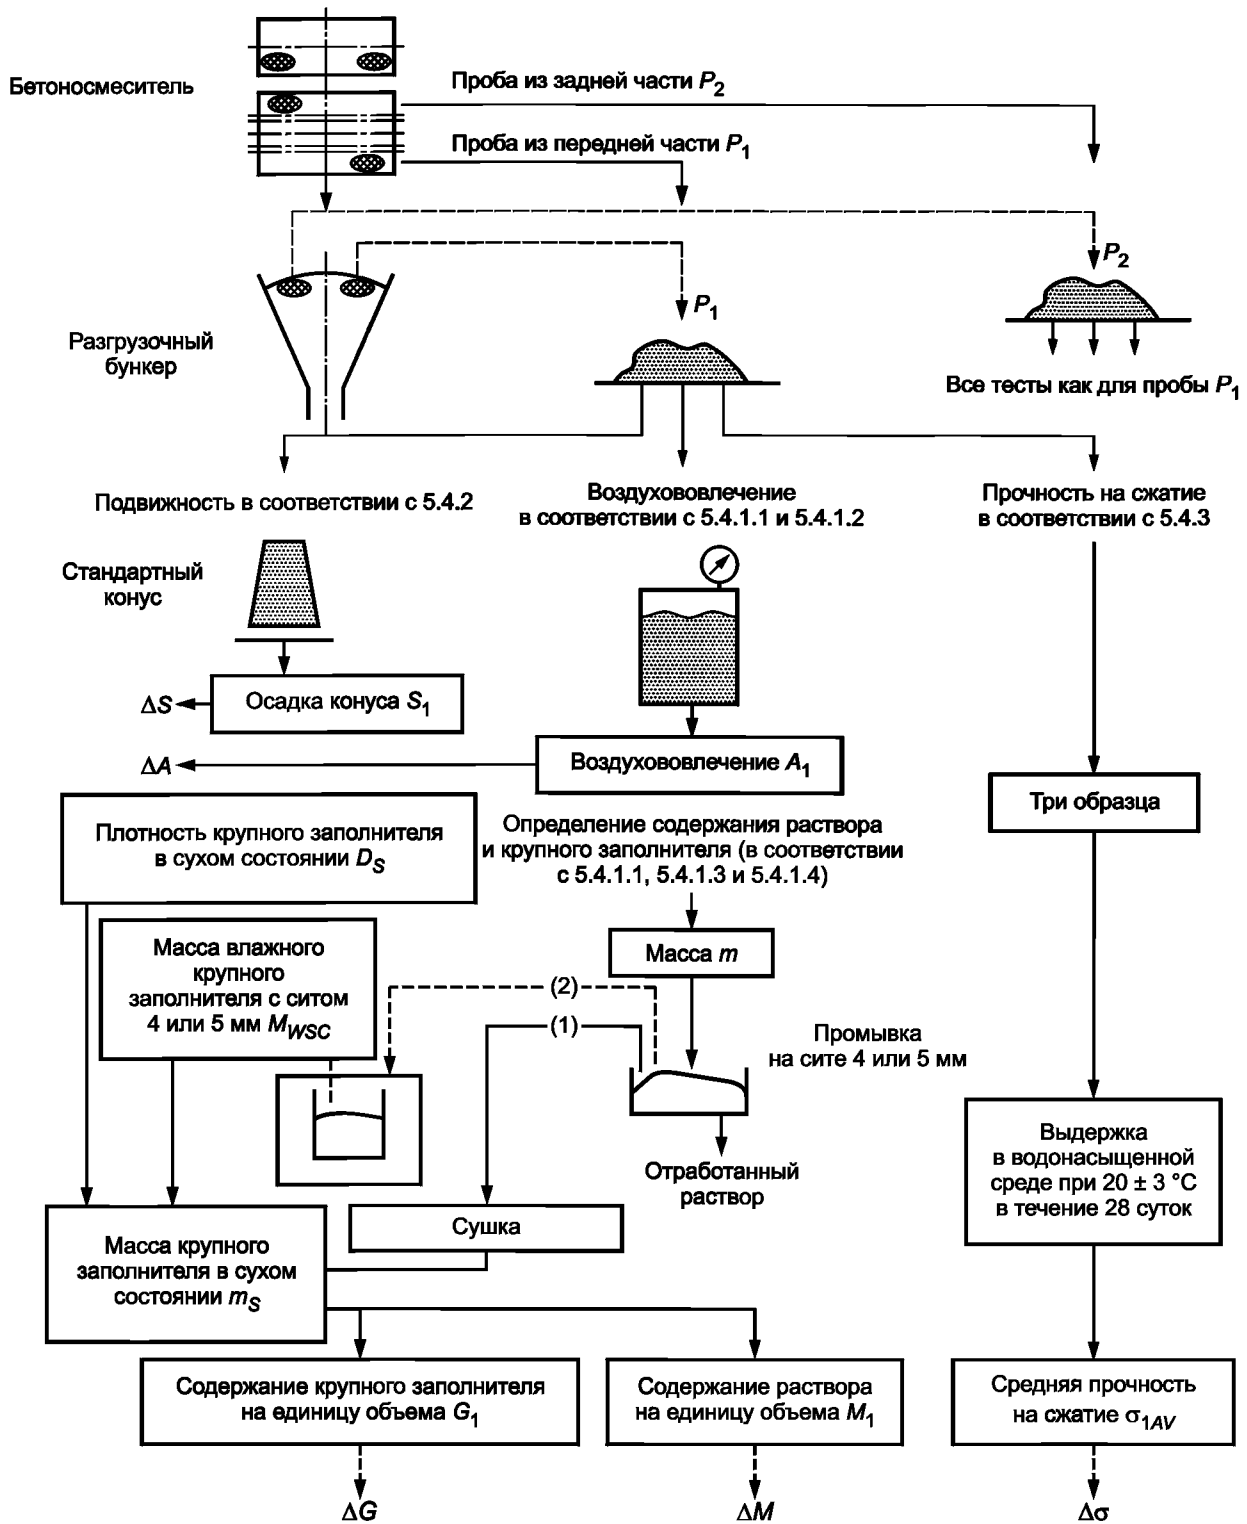 Бетоносмеситель
Проба из задней части P2
Проба из передней части P1
P2
P1
Разгрузочный
бункер
Все тесты как для пробы P1
Подвижность в соответствии с 5.4.2
Воздухововлечение
в соответствии с 5.4.1.1 и 5.4.1.2
Прочность на сжатие
в соответствии с 5.4.3
Стандартный
конус
ΔS
Осадка конуса S1
ΔA
Воздухововлечение A1
Три образца
Плотность крупного заполнителя
в сухом состоянии DS
Определение содержания раствора
и крупного заполнителя (в соответствии
с 5.4.1.1, 5.4.1.3 и 5.4.1.4)
Масса влажного
крупного
заполнителя с ситом
4 или 5 мм MWSC
Масса m
(2)
(1)
Промывка
на сите 4 или 5 мм
Отработанный
раствор
Выдержка
в водонасыщенной
среде при 20 ± 3 °C
в течение 28 суток
Масса крупного
заполнителя в сухом
состоянии mS
Сушка
Содержание крупного заполнителя
на единицу объема G1
Содержание раствора
на единицу объема M1
Средняя прочность
на сжатие σ1AV
ΔG
ΔM
Δσ